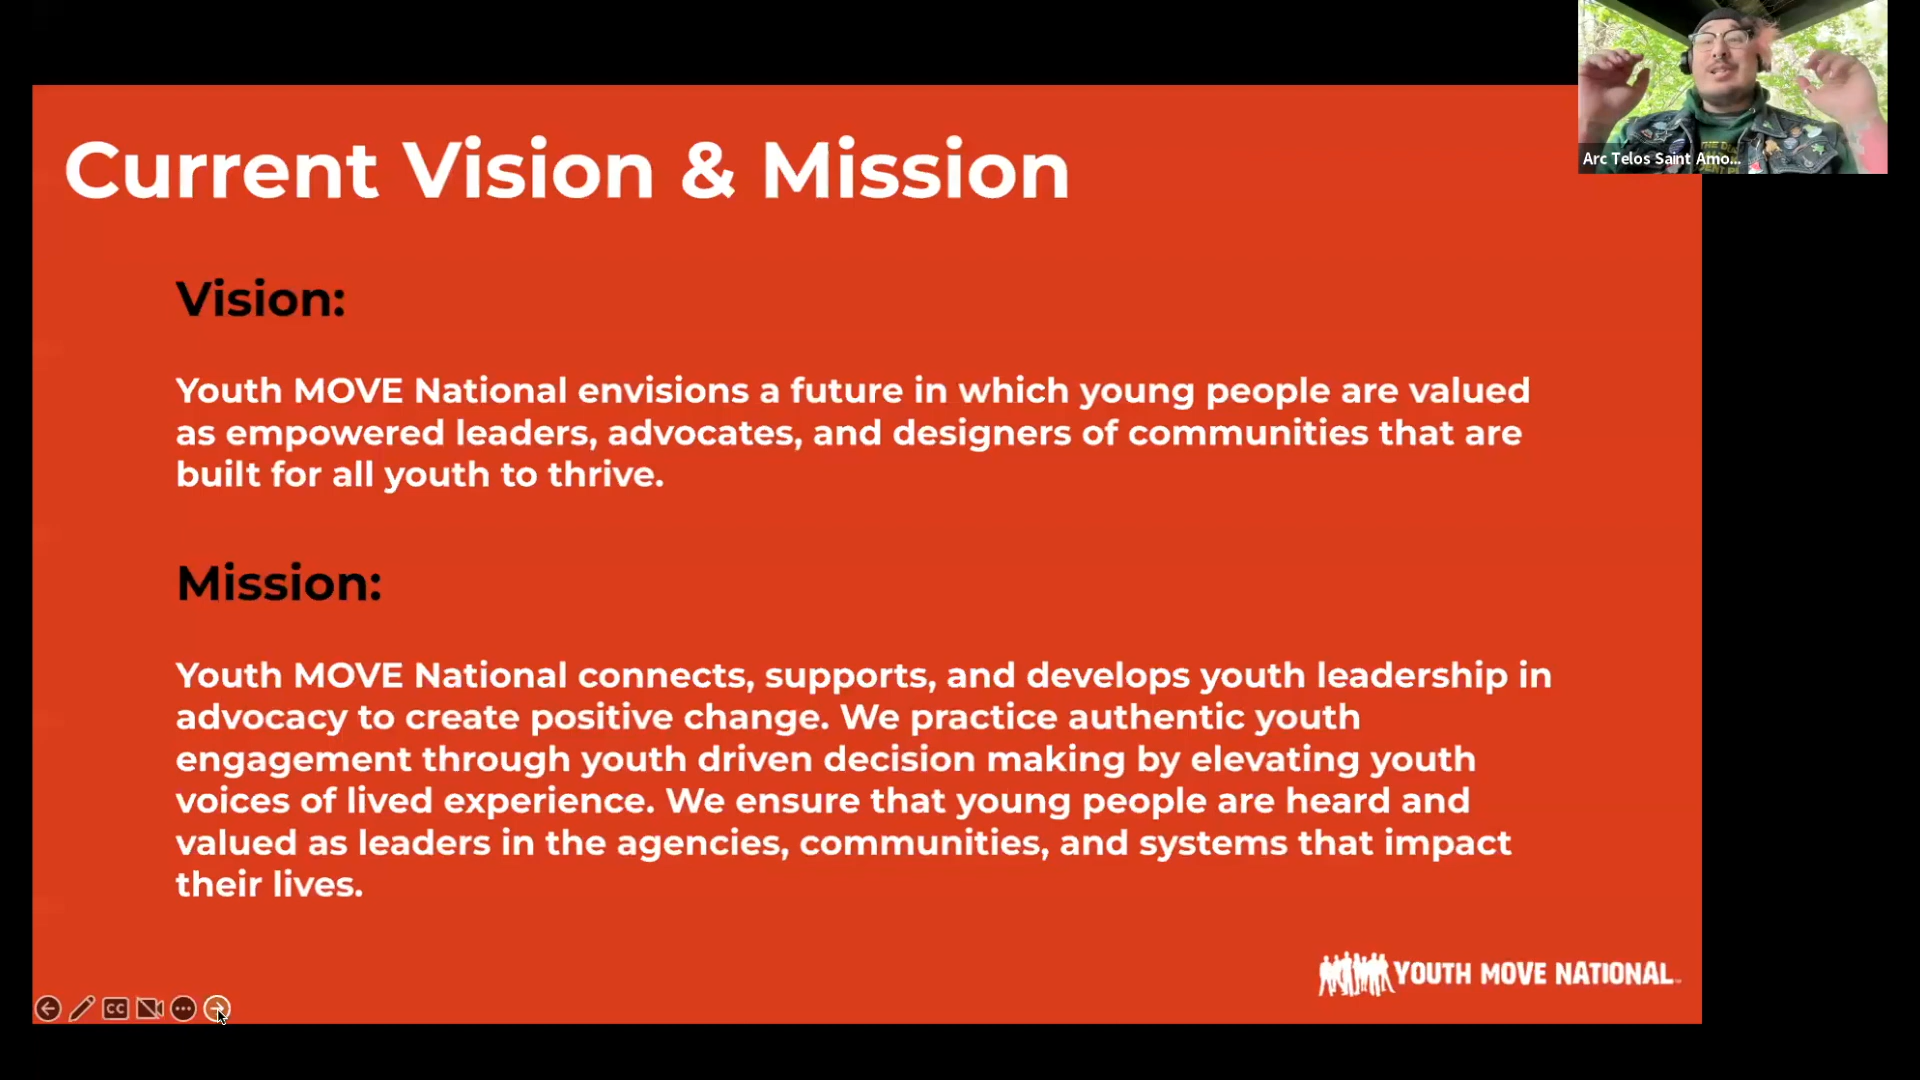 Current Vision & Mission
Arc Telos Saint Amo...
Vision:
Youth MOVE National envisions a future in which young people are valued
as empowered leaders, advocates, and designers of communities that are
built for all youth to thrive.
Mission:
Youth MOVE National connects, supports, and develops youth leadership in
advocacy to create positive change. We practice authentic youth
engagement through youth driven decision making by elevating youth
voices of lived experience. We ensure that young people are heard and
valued as leaders in the agencies, communities, and systems that impact
their lives.
YOUTH MOVE NATIONAL
CC